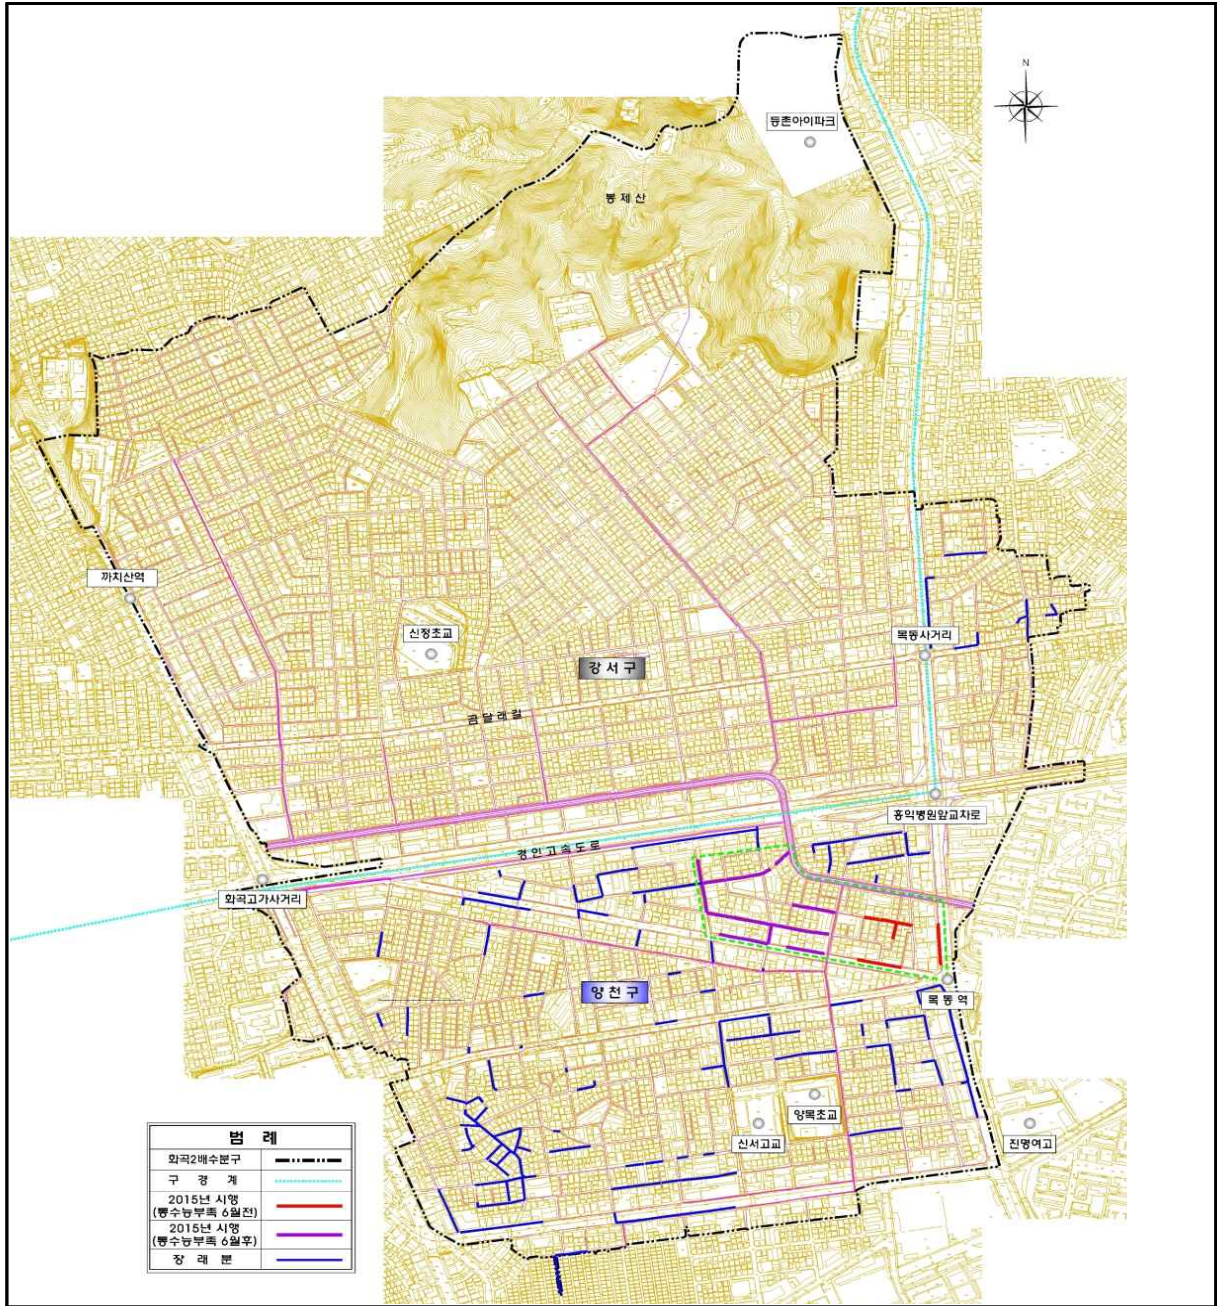 N
등촌아이파크
봉 제 산
까치산역
신정초교
목동사거리
강 서 구
곰 달 래 길
홍익병원앞교차로
경 인 고 속 도 로
화곡고가사거리
양 천 구
목 동 역
양목초교
신서고교
진명여고
범 례
화곡2배수분구
구 경 계
2015년 시행
(통수능부족 6월전)
2015년 시행
(통수능부족 6월후)
장 래 분